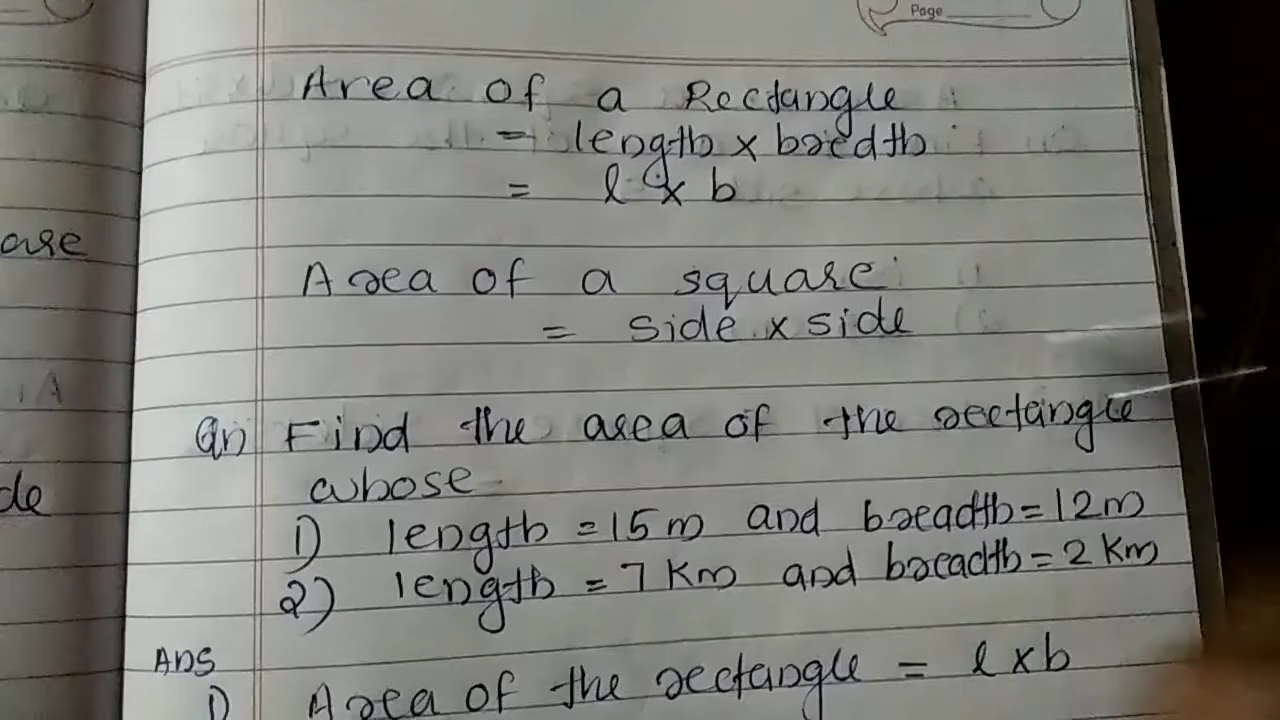 Page
Area of a Rectangle
= length x bredth
= l x b
are
Area of a square
= side x side
A
Qn Find the area of the rectangle
whose
de
1) length = 15 m and breadth = 12 m
2) length = 7 Km and breadth = 2 Km
Ans
1) Area of the rectangle = l x b